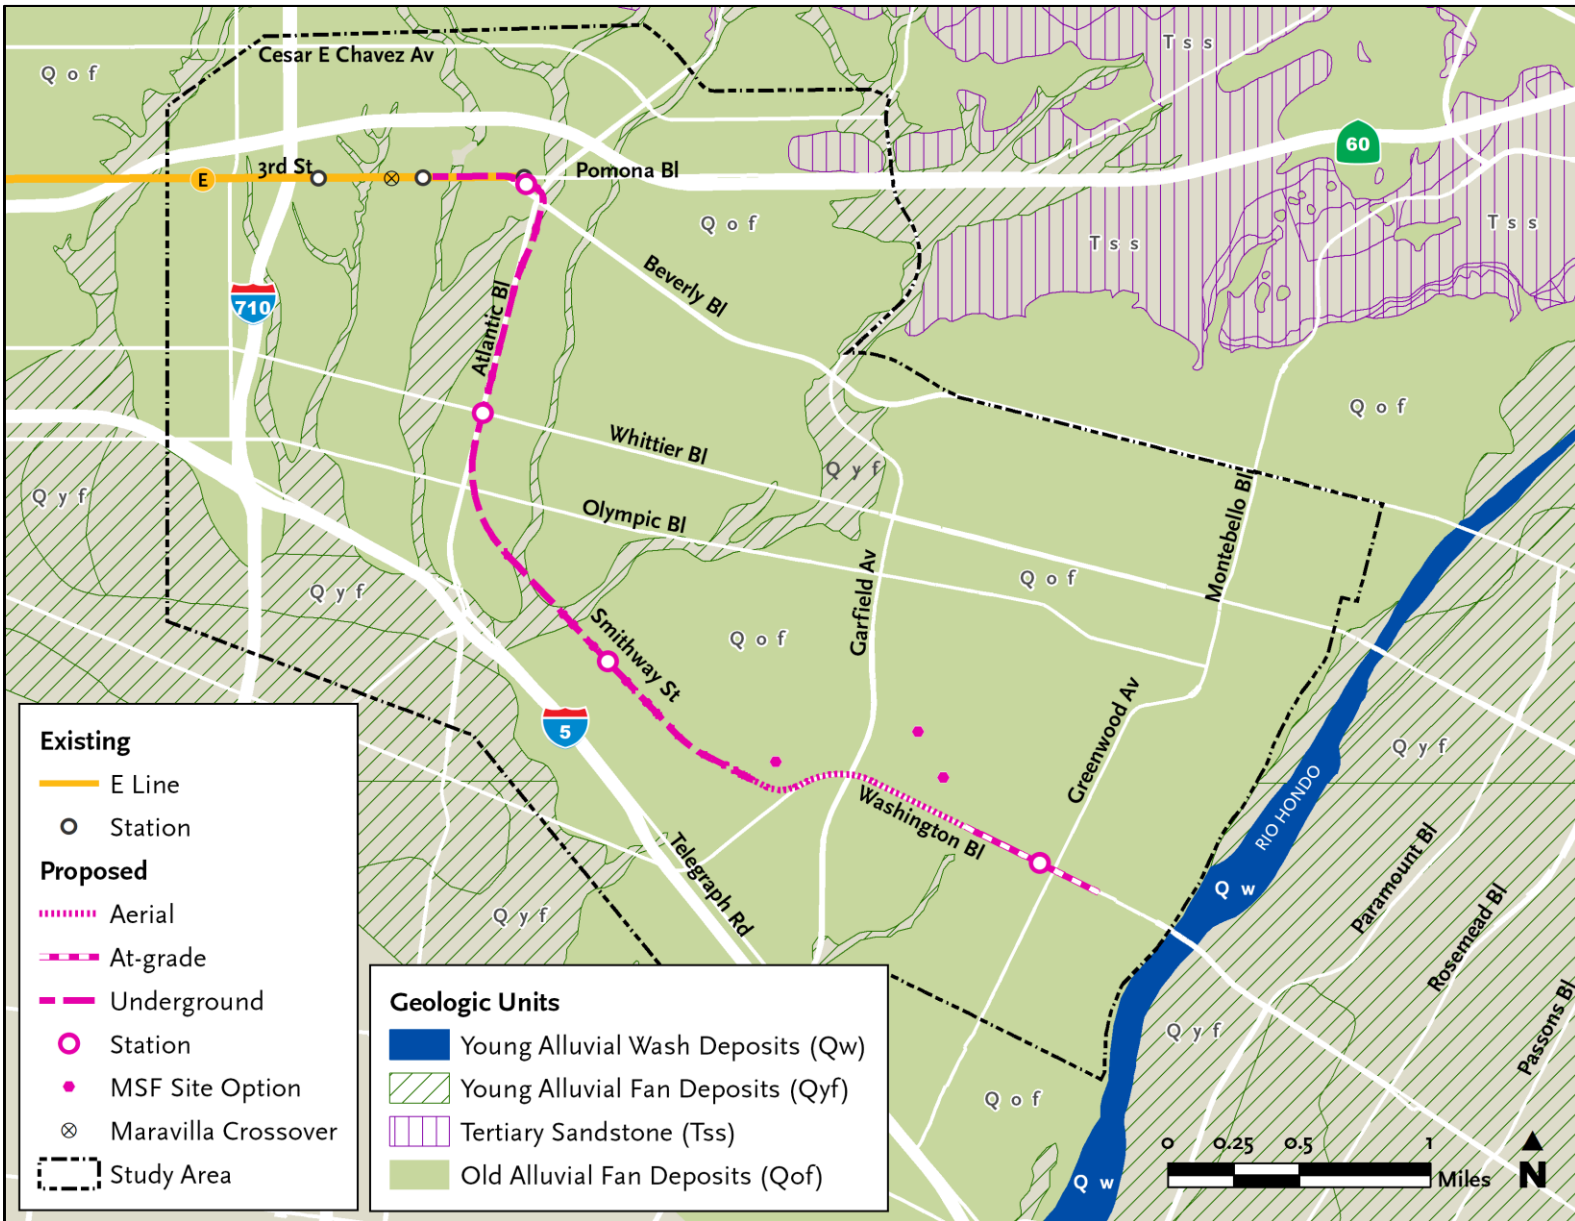 Cesar E Chavez Av
Q o f
T s s
60
3rd St
E
Pomona Bl
Q o f
T s s
T s s
710
Beverly Bl
Atlantic Bl
Q o f
Whittier Bl
Q y f
Q y f
Olympic Bl
Montebello Bl
Q y f
Q o f
Garfield Av
Smithway St
Q o f
Greenwood Av
5
Q y f
RIO HONDO
Washington Bl
Telegraph Rd
Paramount Bl
Q w
Q y f
Rosemead Bl
Passons Bl
Q y f
Q o f
Q w
Existing
E Line
Station
Proposed
Aerial
At-grade
Underground
Station
MSF Site Option
Maravilla Crossover
Study Area
Geologic Units
Young Alluvial Wash Deposits (Qw)
Young Alluvial Fan Deposits (Qyf)
Tertiary Sandstone (Tss)
Old Alluvial Fan Deposits (Qof)
0 0.25 0.5 1
Miles
N